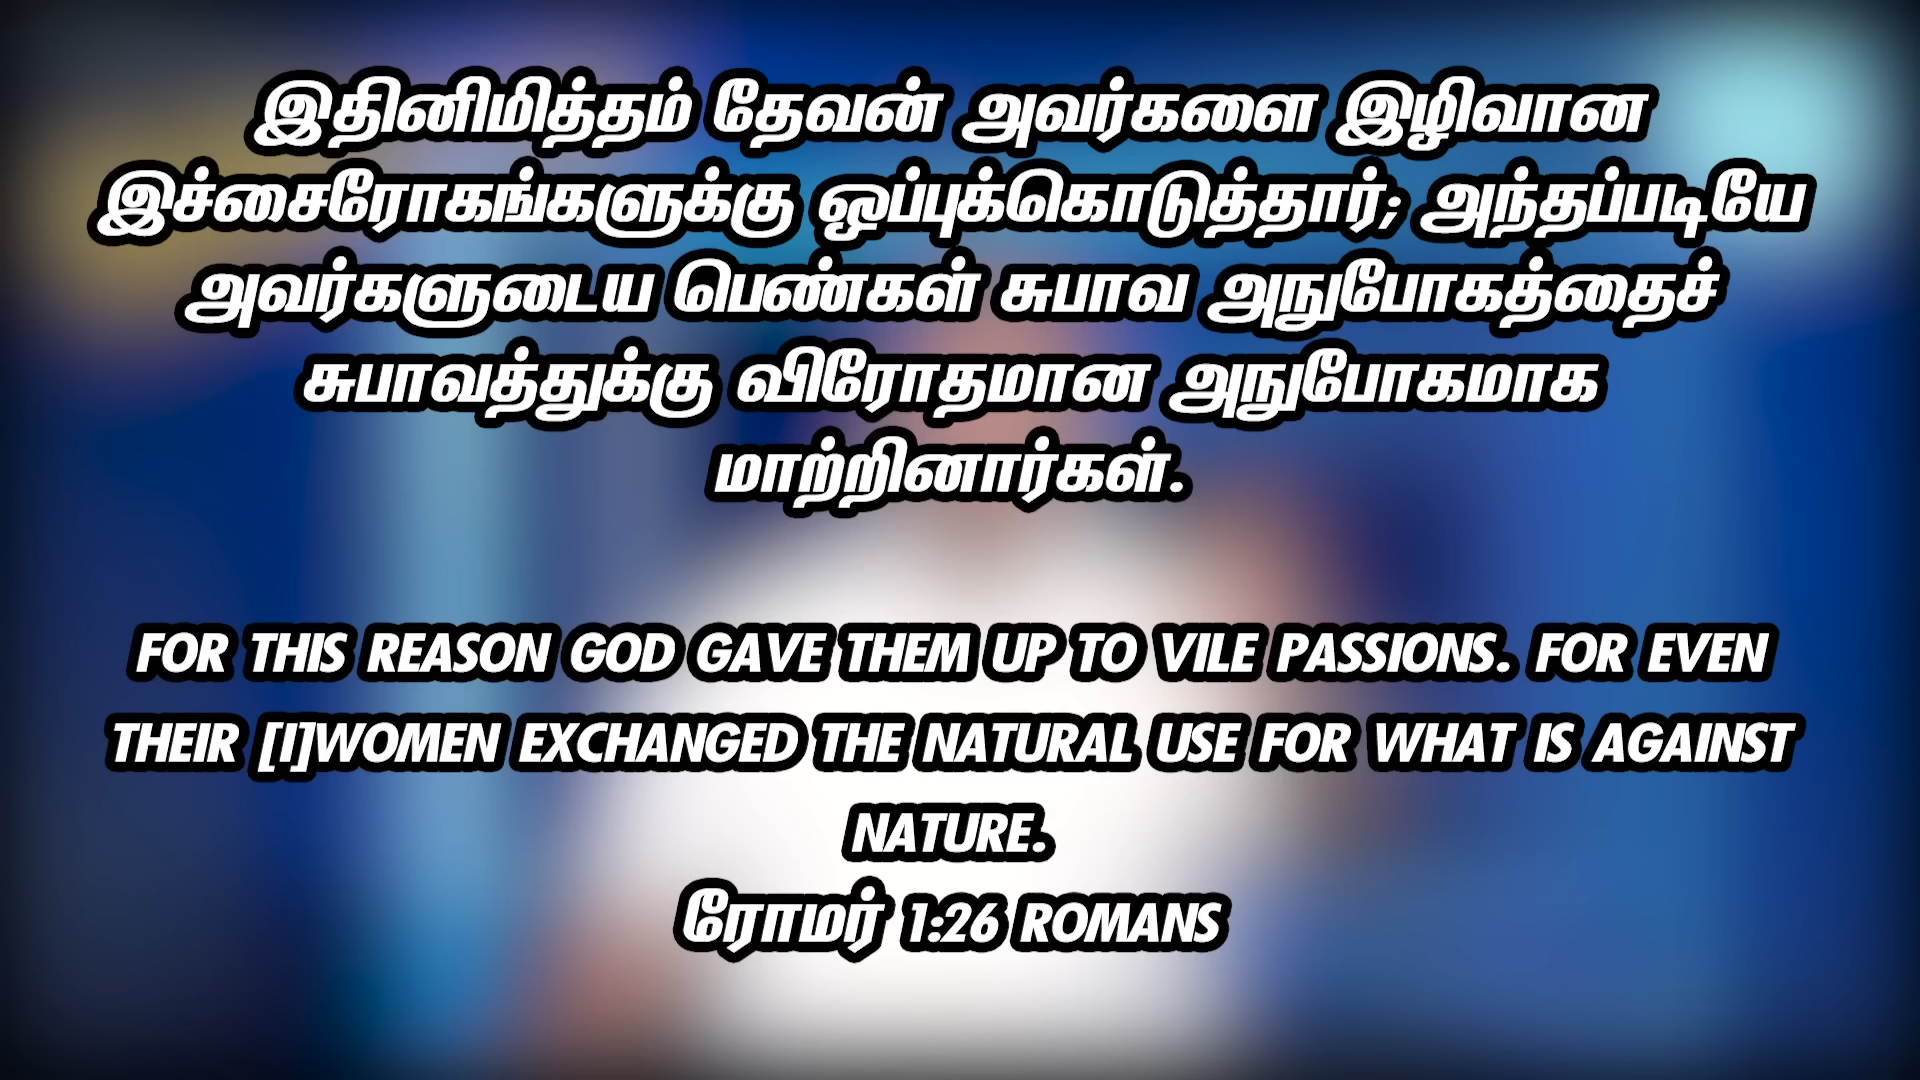 இதினிமித்தம் தேவன் அவர்களை இழிவான
இச்சைரோகங்களுக்கு ஒப்புக்கொடுத்தார்; அந்தப்படியே
அவர்களுடைய பெண்கள் சுபாவ அநுபோகத்தைச்
சுபாவத்துக்கு விரோதமான அநுபோகமாக
மாற்றினார்கள்.
FOR THIS REASON GOD GAVE THEM UP TO VILE PASSIONS. FOR EVEN
THEIR [I]WOMEN EXCHANGED THE NATURAL USE FOR WHAT IS AGAINST
NATURE.
ரோமர் 1:26 ROMANS